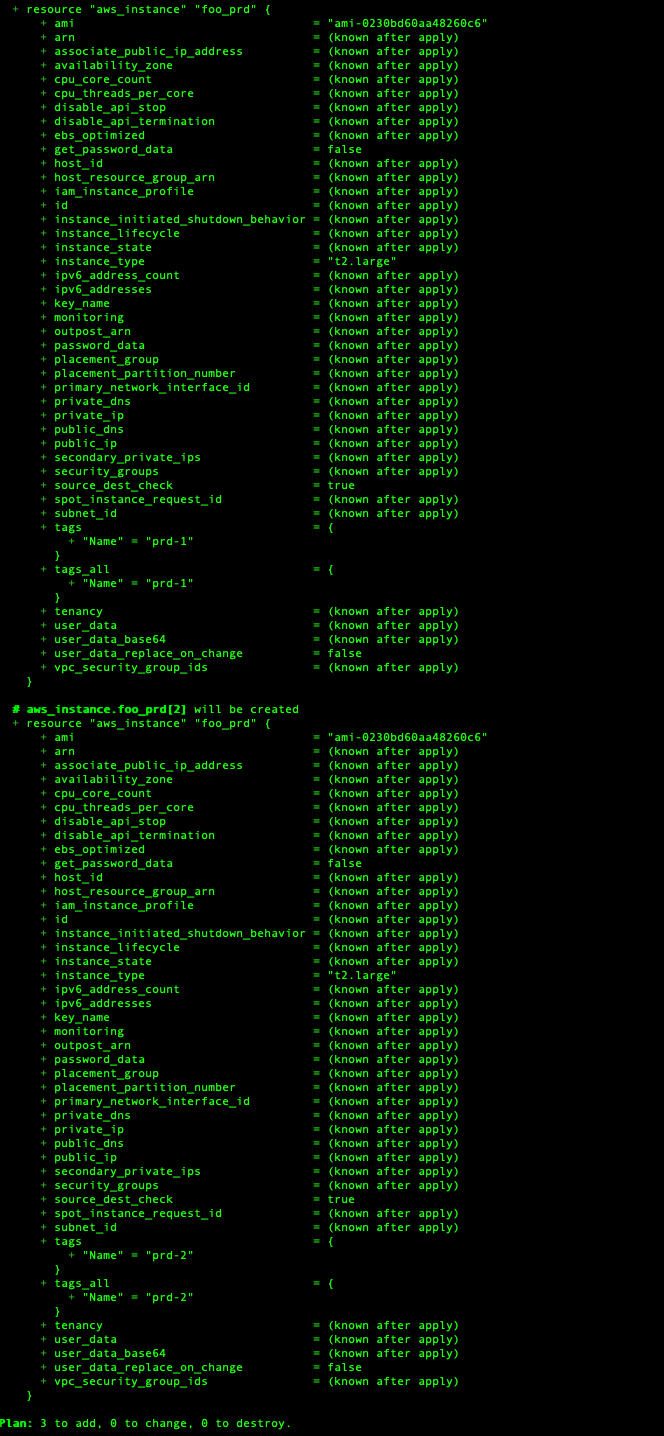 + resource "aws_instance" "foo_prd" {
+ ami = "ami-0230bd60aa48260c6"
+ arn = (known after apply)
+ associate_public_ip_address = (known after apply)
+ availability_zone = (known after apply)
+ cpu_core_count = (known after apply)
+ cpu_threads_per_core = (known after apply)
+ disable_api_stop = (known after apply)
+ disable_api_termination = (known after apply)
+ ebs_optimized = (known after apply)
+ get_password_data = false
+ host_id = (known after apply)
+ host_resource_group_arn = (known after apply)
+ iam_instance_profile = (known after apply)
+ id = (known after apply)
+ instance_initiated_shutdown_behavior = (known after apply)
+ instance_lifecycle = (known after apply)
+ instance_state = (known after apply)
+ instance_type = "t2.large"
+ ipv6_address_count = (known after apply)
+ ipv6_addresses = (known after apply)
+ key_name = (known after apply)
+ monitoring = (known after apply)
+ outpost_arn = (known after apply)
+ password_data = (known after apply)
+ placement_group = (known after apply)
+ placement_partition_number = (known after apply)
+ primary_network_interface_id = (known after apply)
+ private_dns = (known after apply)
+ private_ip = (known after apply)
+ public_dns = (known after apply)
+ public_ip = (known after apply)
+ secondary_private_ips = (known after apply)
+ security_groups = (known after apply)
+ source_dest_check = true
+ spot_instance_request_id = (known after apply)
+ subnet_id = (known after apply)
+ tags = {
+ "Name" = "prd-1"
}
+ tags_all = {
+ "Name" = "prd-1"
}
+ tenancy = (known after apply)
+ user_data = (known after apply)
+ user_data_base64 = (known after apply)
+ user_data_replace_on_change = false
+ vpc_security_group_ids = (known after apply)
}
# aws_instance.foo_prd[2] will be created
+ resource "aws_instance" "foo_prd" {
+ ami = "ami-0230bd60aa48260c6"
+ arn = (known after apply)
+ associate_public_ip_address = (known after apply)
+ availability_zone = (known after apply)
+ cpu_core_count = (known after apply)
+ cpu_threads_per_core = (known after apply)
+ disable_api_stop = (known after apply)
+ disable_api_termination = (known after apply)
+ ebs_optimized = (known after apply)
+ get_password_data = false
+ host_id = (known after apply)
+ host_resource_group_arn = (known after apply)
+ iam_instance_profile = (known after apply)
+ id = (known after apply)
+ instance_initiated_shutdown_behavior = (known after apply)
+ instance_lifecycle = (known after apply)
+ instance_state = (known after apply)
+ instance_type = "t2.large"
+ ipv6_address_count = (known after apply)
+ ipv6_addresses = (known after apply)
+ key_name = (known after apply)
+ monitoring = (known after apply)
+ outpost_arn = (known after apply)
+ password_data = (known after apply)
+ placement_group = (known after apply)
+ placement_partition_number = (known after apply)
+ primary_network_interface_id = (known after apply)
+ private_dns = (known after apply)
+ private_ip = (known after apply)
+ public_dns = (known after apply)
+ public_ip = (known after apply)
+ secondary_private_ips = (known after apply)
+ security_groups = (known after apply)
+ source_dest_check = true
+ spot_instance_request_id = (known after apply)
+ subnet_id = (known after apply)
+ tags = {
+ "Name" = "prd-2"
}
+ tags_all = {
+ "Name" = "prd-2"
}
+ tenancy = (known after apply)
+ user_data = (known after apply)
+ user_data_base64 = (known after apply)
+ user_data_replace_on_change = false
+ vpc_security_group_ids = (known after apply)
}
Plan: 3 to add, 0 to change, 0 to destroy.